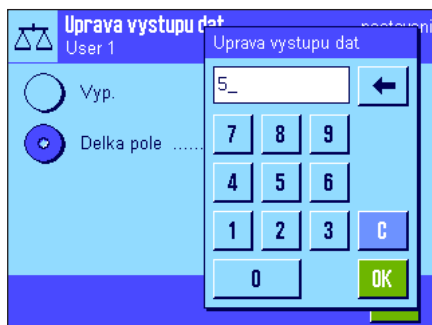 Uprava vystupu dat
User 1
Vyp.
Delka pole ......
Uprava vystupu dat
5_
7 8 9
4 5 6
1 2 3 C
0 OK